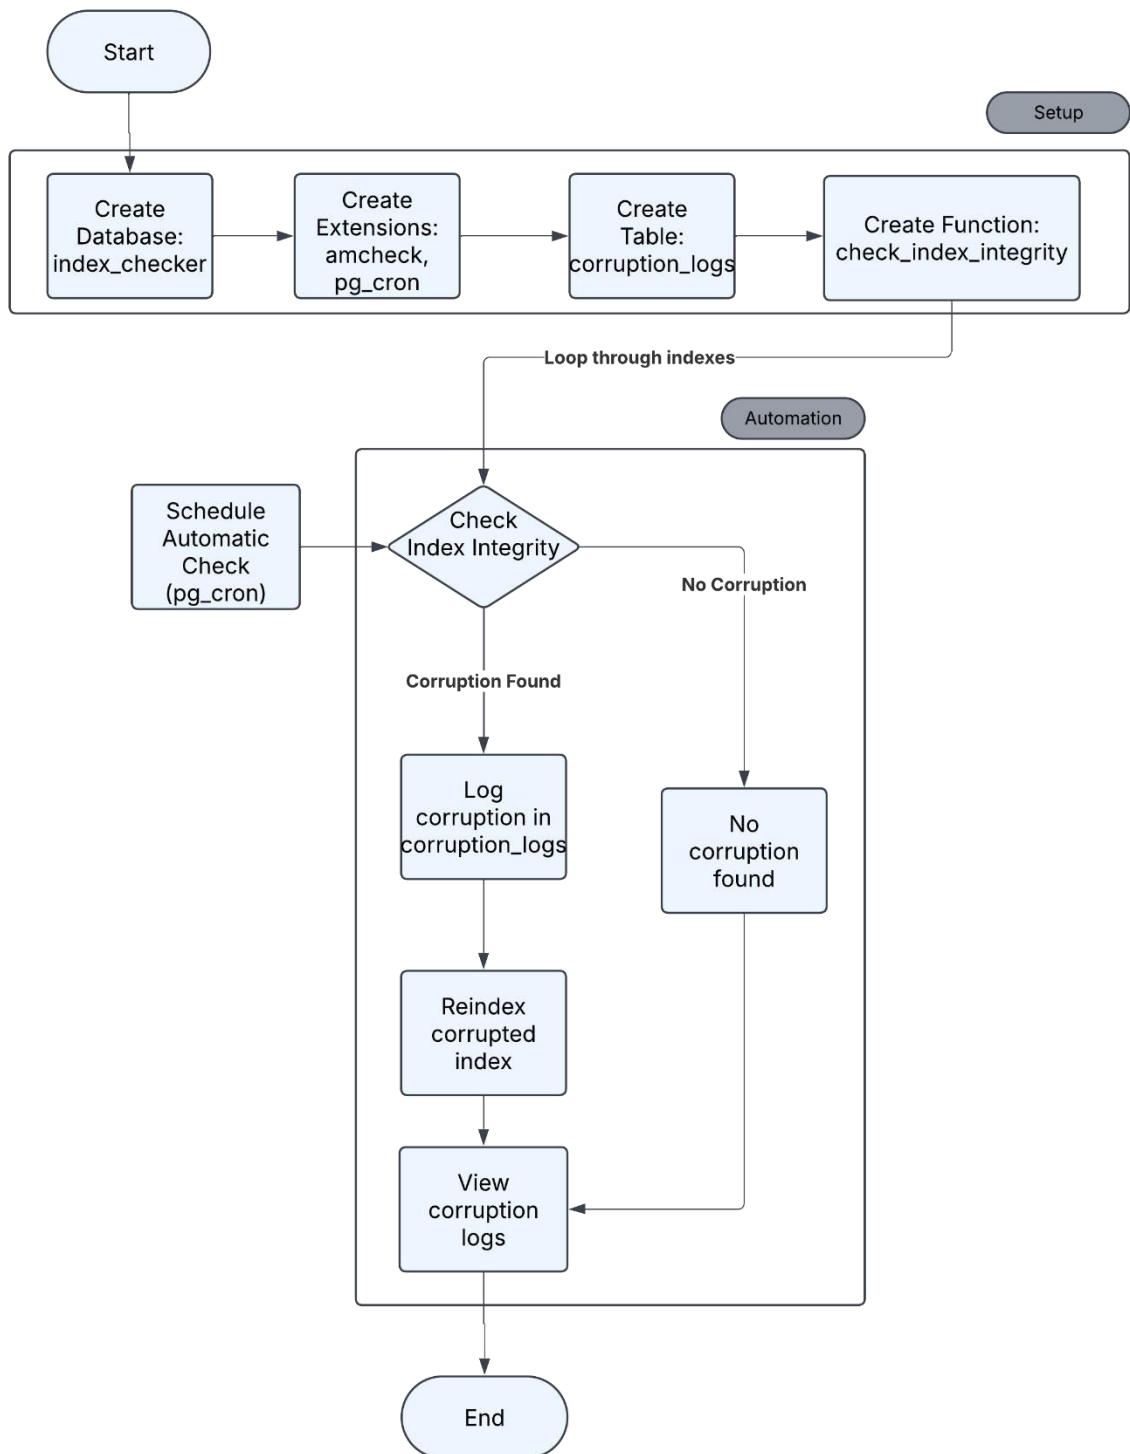 Start
Setup
Create
Database:
index_checker
Create
Extensions:
amcheck,
pg_cron
Create
Table:
corruption_logs
Create Function:
check_index_integrity
Loop through indexes
Automation
Schedule
Automatic
Check
(pg_cron)
Check
Index Integrity
No Corruption
Corruption Found
Log
corruption in
corruption_logs
No
corruption
found
Reindex
corrupted
index
View
corruption
logs
End